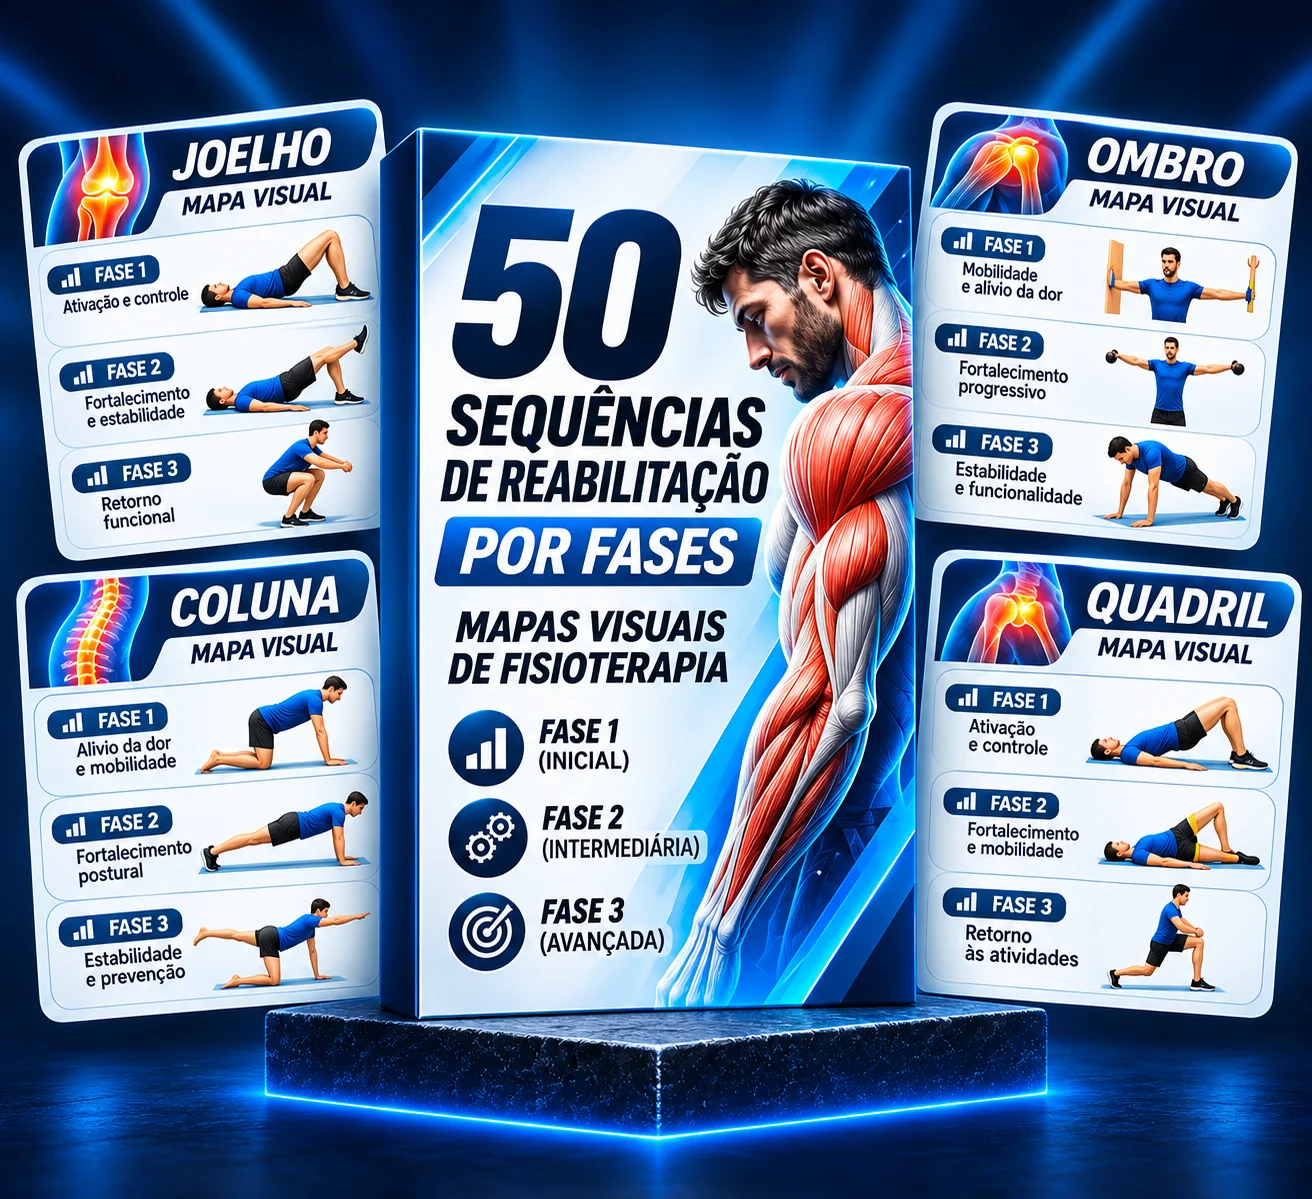 JOELHO
MAPA VISUAL
FASE 1
Ativação e controle
FASE 2
Fortalecimento
e estabilidade
FASE 3
Retorno
funcional
COLUNA
MAPA VISUAL
FASE 1
Alivio da dor
e mobilidade
FASE 2
Fortalecimento
postural
FASE 3
Estabilidade
e prevenção
50
SEQUÊNCIAS
DE REABILITAÇÃO
POR FASES
MAPAS VISUAIS
DE FISIOTERAPIA
FASE 1
(INICIAL)
FASE 2
(INTERMEDIÁRIA)
FASE 3
(AVANÇADA)
OMBRO
MAPA VISUAL
FASE 1
Mobilidade
e alívio da dor
FASE 2
Fortalecimento
progressivo
FASE 3
Estabilidade
e funcionalidade
QUADRIL
MAPA VISUAL
FASE 1
Ativação
e controle
FASE 2
Fortalecimento
e mobilidade
FASE 3
Retorno
às atividades